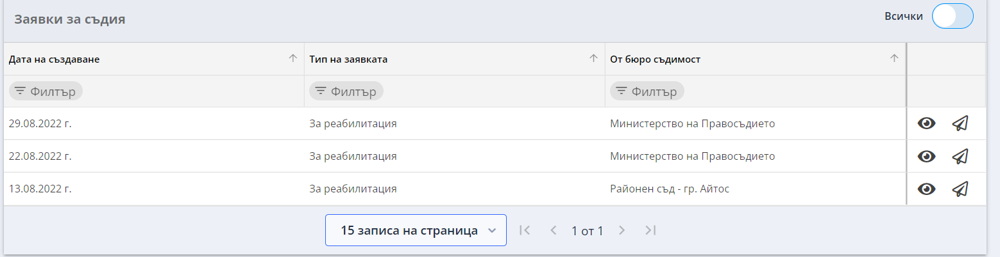 Заявки за съдия
Всички
Дата на създаване
Тип на заявката
От бюро съдимост
Филтър
Филтър
Филтър
29.08.2022 г.
За реабилитация
Министерство на Правосъдието
22.08.2022 г.
За реабилитация
Министерство на Правосъдието
13.08.2022 г.
За реабилитация
Районен съд - гр. Айтос
15 записа на страница
1 от 1